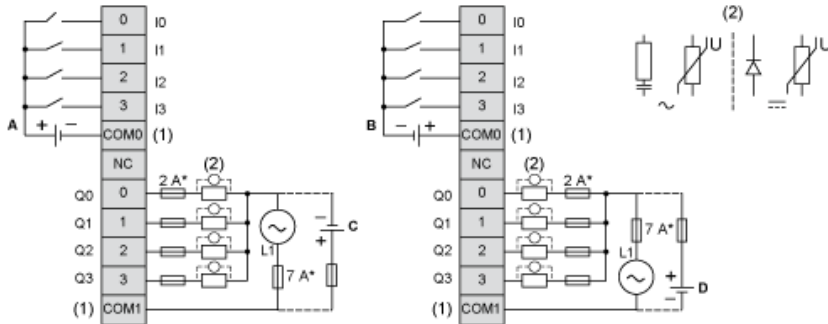 0 I0
1 I1
2 I2
3 I3
A + − COM0 (1)
NC
(2)
Q0 0 2 A*
Q1 1
Q2 2
Q3 3
L1
7 A*
− + C
(1) COM1
0 I0
1 I1
2 I2
3 I3
B − + COM0 (1)
NC
(2)
Q0 0 2 A*
Q1 1
Q2 2
Q3 3
7 A*
L1
+ − D
(1) COM1
(2)
U U